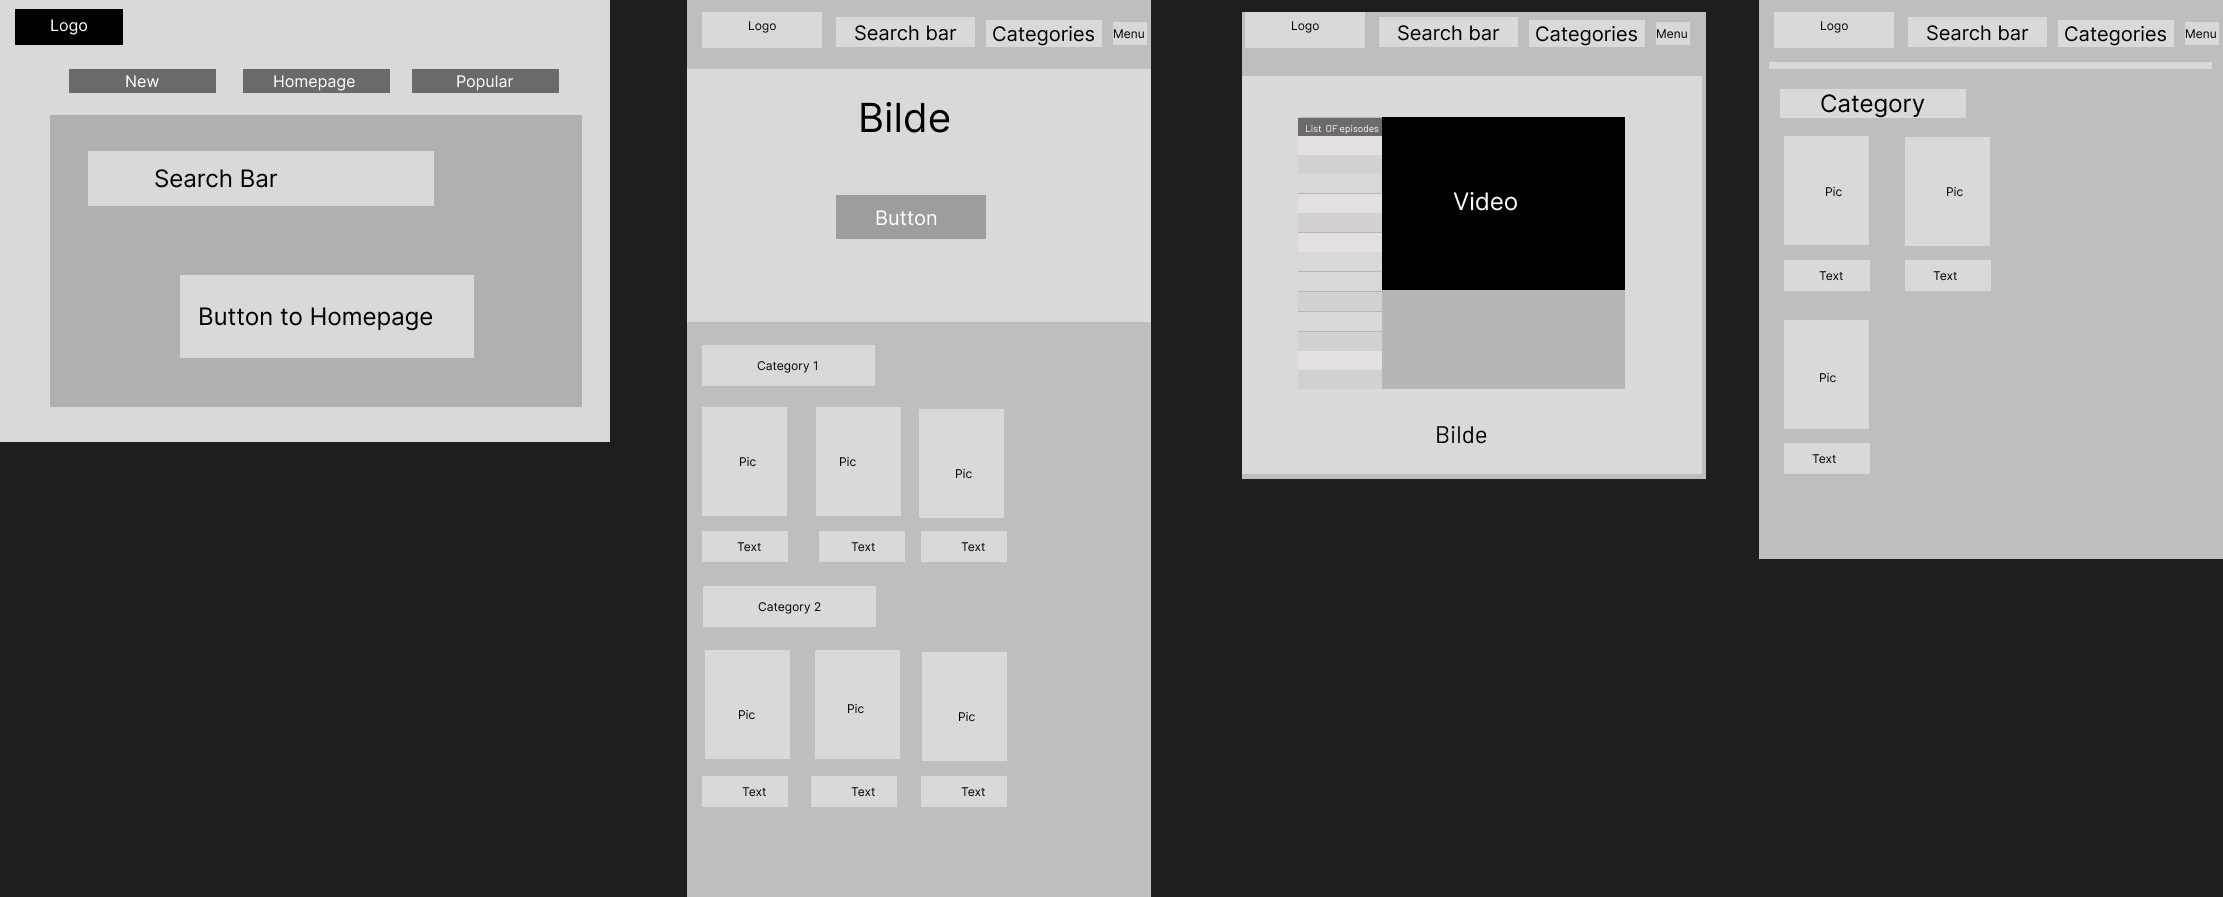 Logo
New
Homepage
Popular
Search Bar
Button to Homepage
Logo
Search bar
Categories
Menu
Bilde
Button
Category 1
Pic
Pic
Pic
Text
Text
Text
Category 2
Pic
Pic
Pic
Text
Text
Text
Logo
Search bar
Categories
Menu
List OF episodes
Video
Bilde
Logo
Search bar
Categories
Menu
Category
Pic
Pic
Text
Text
Pic
Text